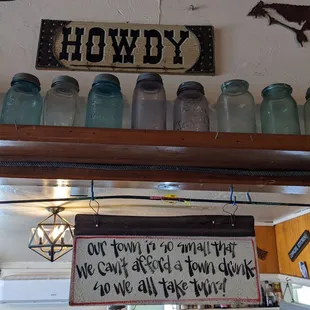 HOWDY
our town is so small that
we can't afford a town drunk
so we all take turns!